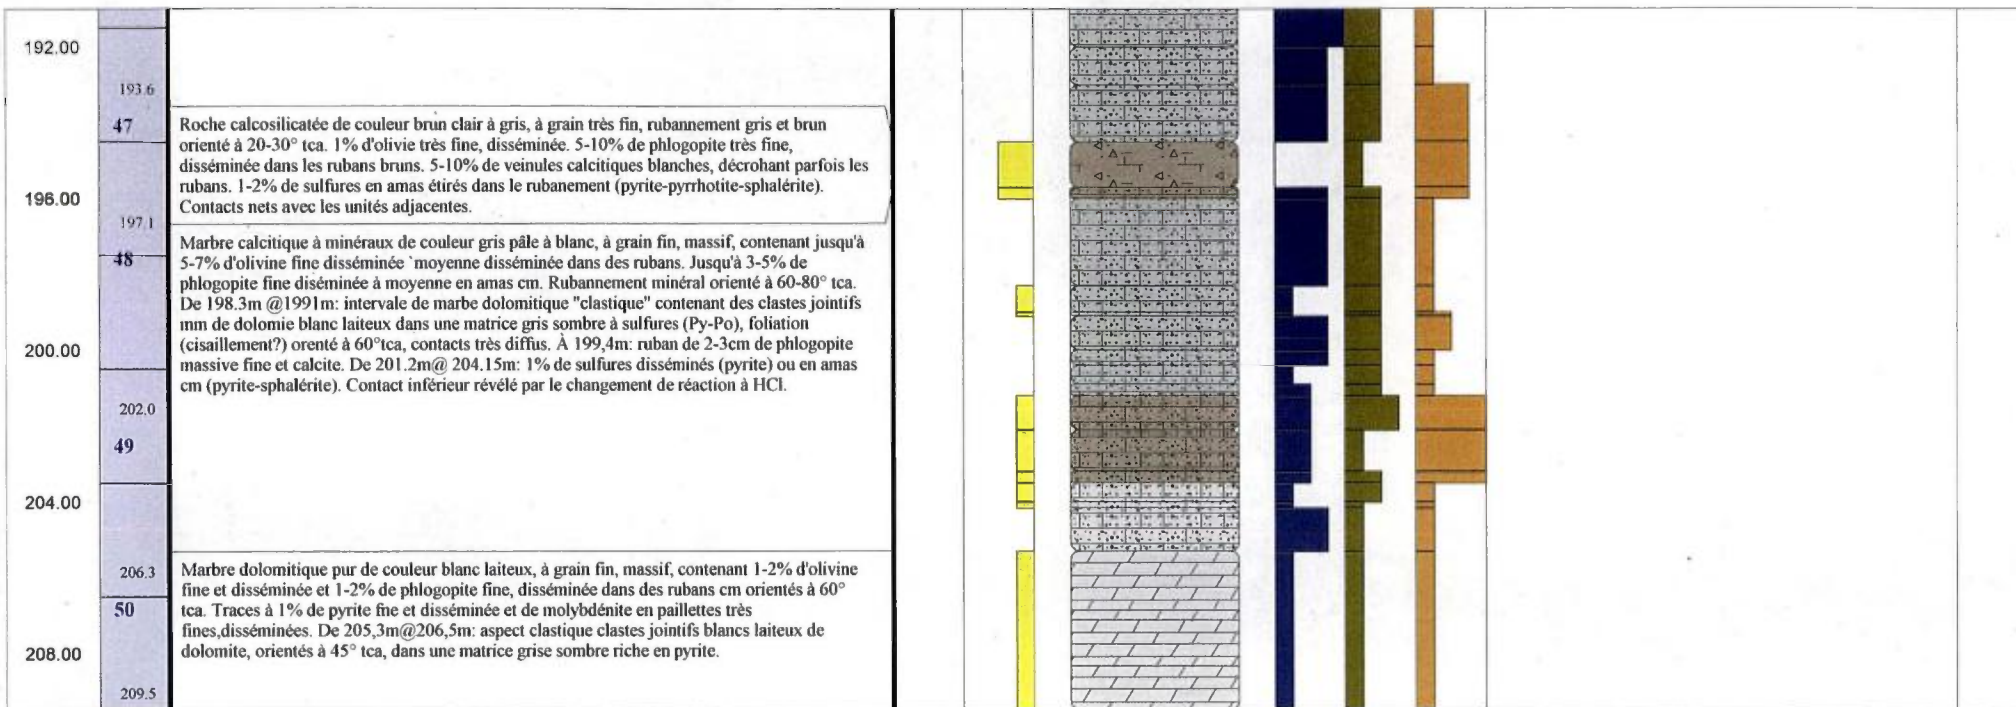 192.00
193.6
47
Roche calcosilicatée de couleur brun clair à gris, à grain très fin, rubannement gris et brun
orienté à 20-30° tca. 1% d'olivie très fine, disséminée. 5-10% de phlogopite très fine,
disséminée dans les rubans bruns. 5-10% de veinules calcitiques blanches, décrohant parfois les
rubans. 1-2% de sulfures en amas étirés dans le rubanement (pyrite-pyrrhotite-sphalérite).
Contacts nets avec les unités adjacentes.
196.00
197.1
Marbre calcitique à minéraux de couleur gris pâle à blanc, à grain fin, massif, contenant jusqu'à
5-7% d'olivine fine disséminée `moyenne disséminée dans des rubans. Jusqu'à 3-5% de
phlogopite fine diséminée à moyenne en amas cm. Rubannement minéral orienté à 60-80° tca.
De 198.3m @1991m: intervale de marbe dolomitique "clastique" contenant des clastes jointifs
mm de dolomie blanc laiteux dans une matrice gris sombre à sulfures (Py-Po), foliation
(cisaillement?) orenté à 60°tca, contacts très diffus. À 199,4m: ruban de 2-3cm de phlogopite
massive fine et calcite. De 201.2m@ 204.15m: 1% de sulfures disséminés (pyrite) ou en amas
cm (pyrite-sphalérite). Contact inférieur révélé par le changement de réaction à HCl.
48
200.00
202.0
49
204.00
206.3
Marbre dolomitique pur de couleur blanc laiteux, à grain fin, massif, contenant 1-2% d'olivine
fine et disséminée et 1-2% de phlogopite fine, disséminée dans des rubans cm orientés à 60°
tca. Traces à 1% de pyrite fne et disséminée et de molybdénite en paillettes très
fines,disséminées. De 205,3m@206,5m: aspect clastique clastes jointifs blancs laiteux de
dolomite, orientés à 45° tca, dans une matrice grise sombre riche en pyrite.
50
208.00
209.5